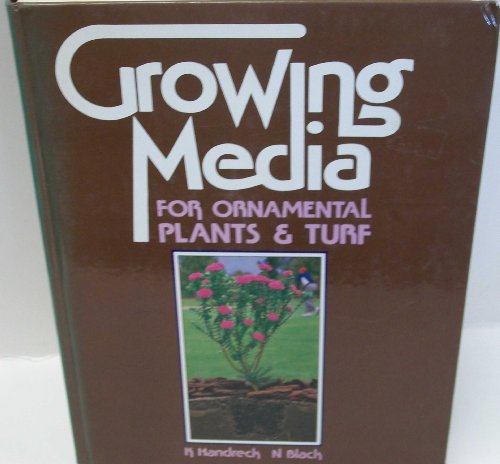 Growing
Media
FOR ORNAMENTAL
PLANTS & TURF
K Handreck N Black